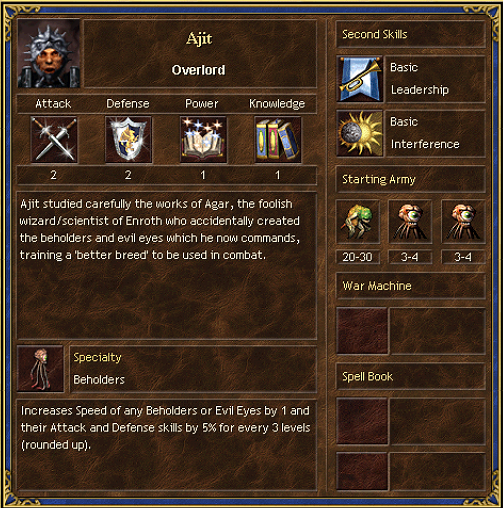 Ajit
Overlord
Attack Defense Power Knowledge
2 2 1 1
Ajit studied carefully the works of Agar, the foolish
wizard/scientist of Enroth who accidentally created
the beholders and evil eyes which he now commands,
training a 'better breed' to be used in combat.
Specialty
Beholders
Increases Speed of any Beholders or Evil Eyes by 1 and
their Attack and Defense skills by 5% for every 3 levels
(rounded up).
Second Skills
Basic
Leadership
Basic
Interference
Starting Army
20-30 3-4 3-4
War Machine
Spell Book